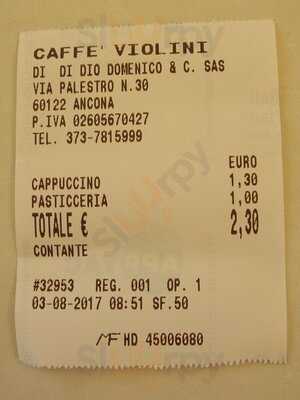 CAFFE' VIOLINI
DI DI DIO DOMENICO & C. SAS
VIA PALESTRO N.30
60122 ANCONA
P.IVA 02605670427
TEL. 373-7815999
EURO
CAPPUCCINO 1,30
PASTICCERIA 1,00
TOTALE € 2,30
CONTANTE
#32953 REG. 001 OP. 1
03-08-2017 08:51 SF.50
MF HD 45006080
sluurpy
sluurpy